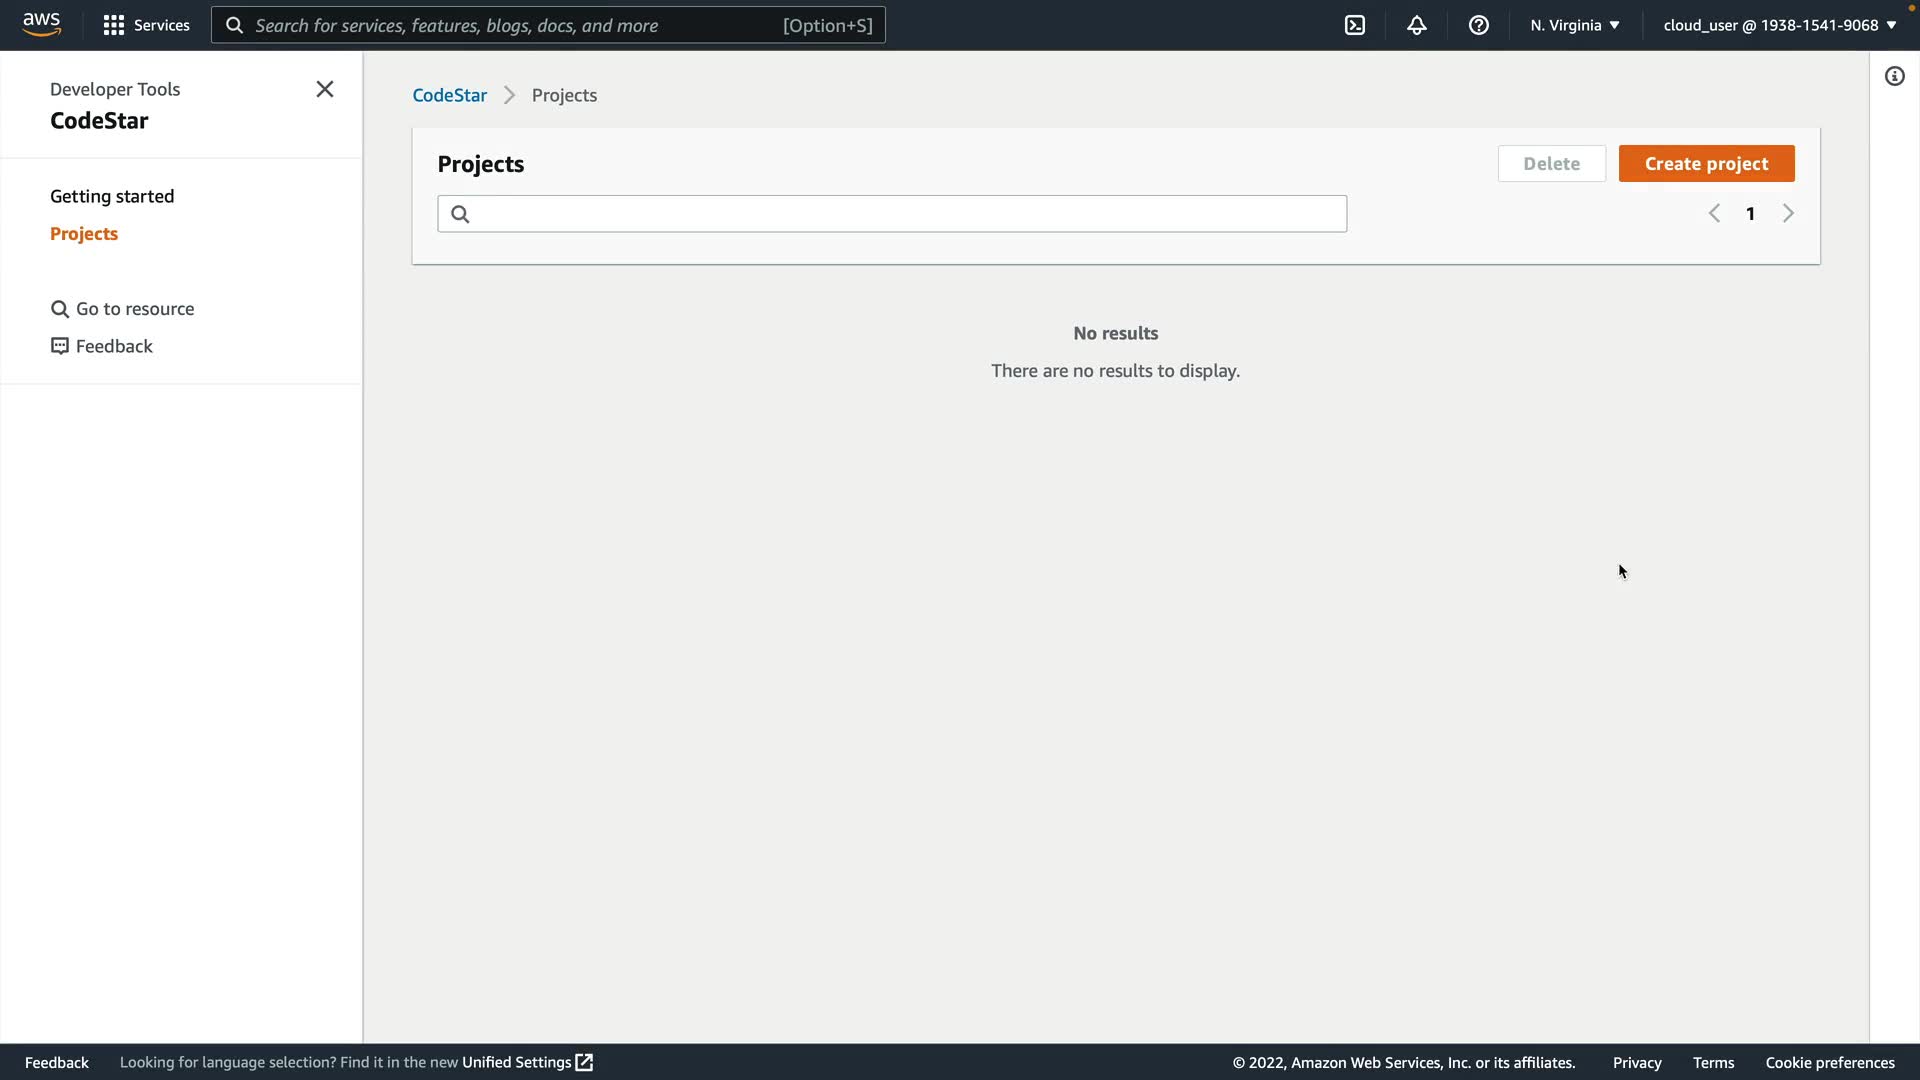 aws
Services
Search for services, features, blogs, docs, and more [Option+S]
N. Virginia
cloud_user @ 1938-1541-9068
Developer Tools
CodeStar
Getting started
Projects
Go to resource
Feedback
CodeStar
Projects
Projects
Delete
Create project
1
No results
There are no results to display.
Feedback
Looking for language selection? Find it in the new Unified Settings
© 2022, Amazon Web Services, Inc. or its affiliates.
Privacy
Terms
Cookie preferences